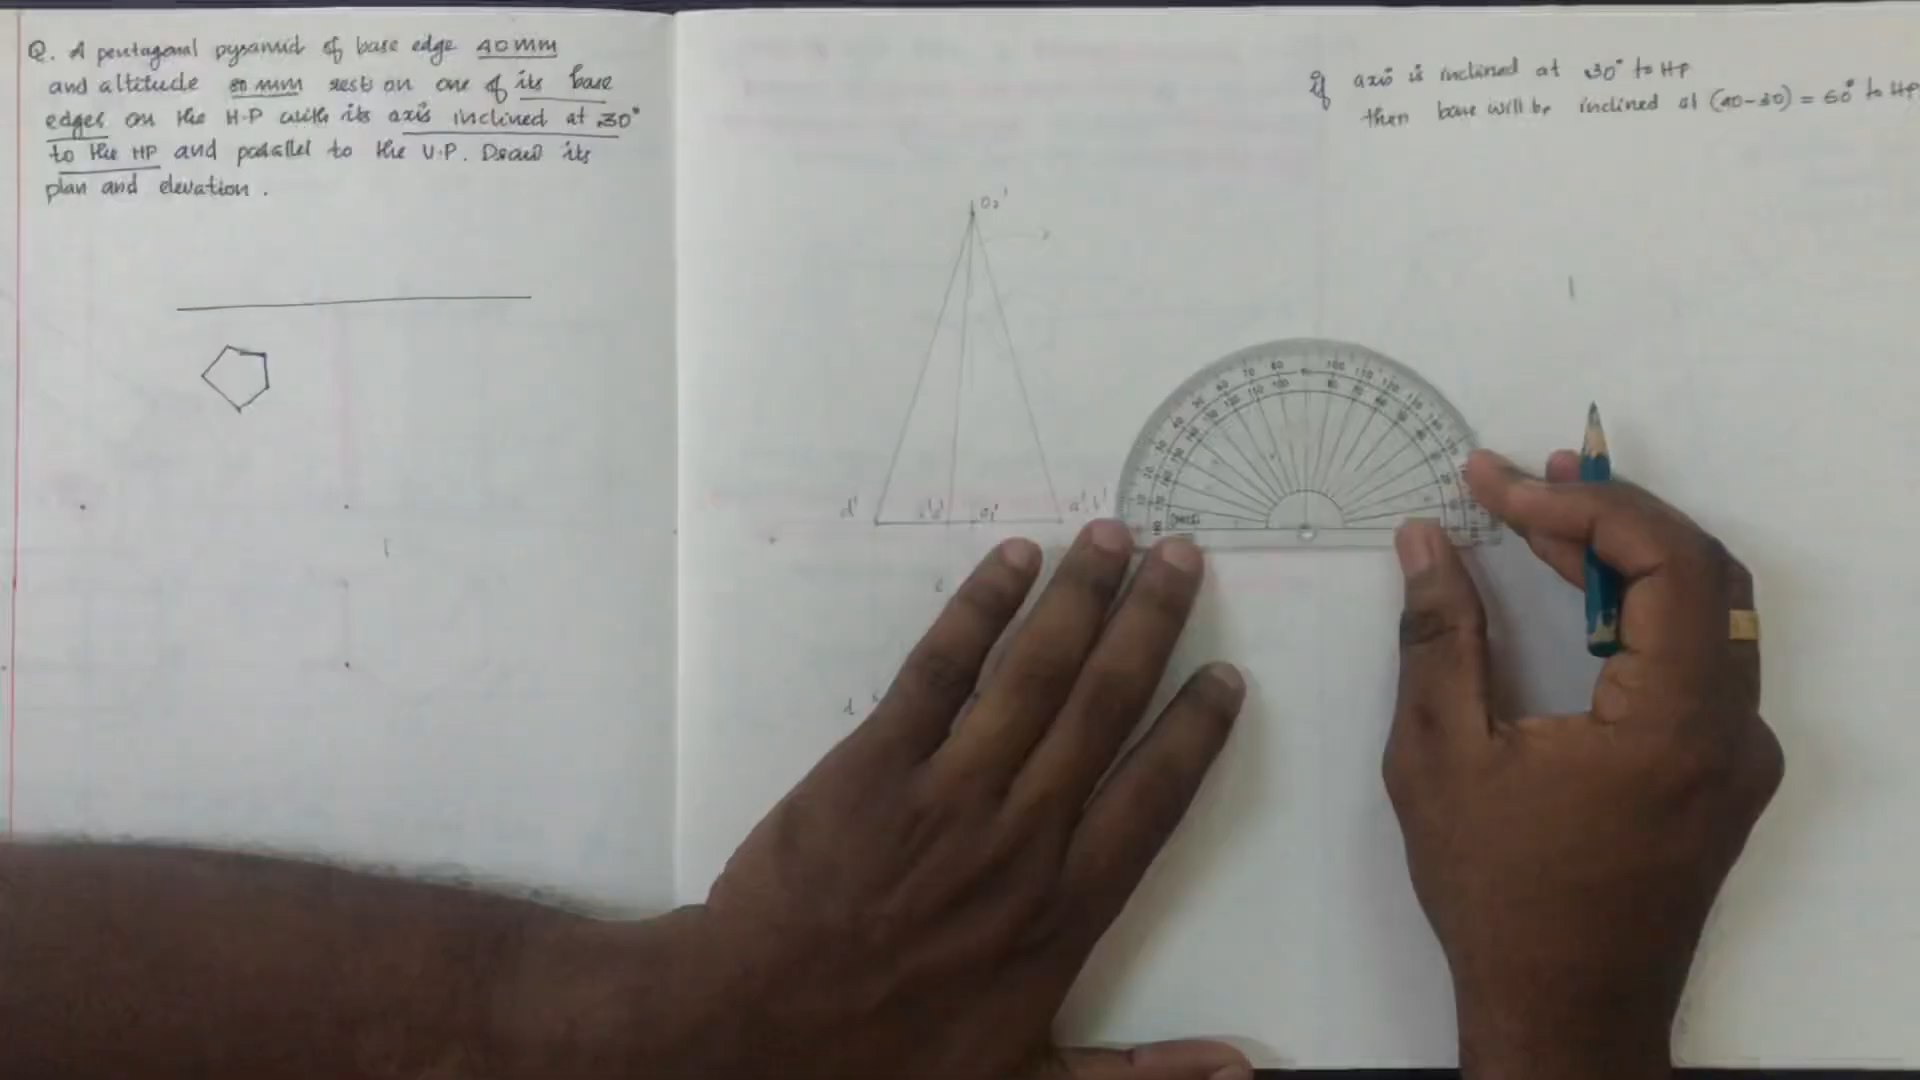 Q. A pentagonal pyramid of base edge 40mm
and altitude 80 mm rests on one of its base
edges on the H.P with its axis inclined at 30°
to the HP and parallel to the V.P. Draw its
plan and elevation.
if axis is inclined at 30° to HP
then base will be inclined at (90-30) = 60° to HP
o₂'
d' o₁' a', b'
c
d